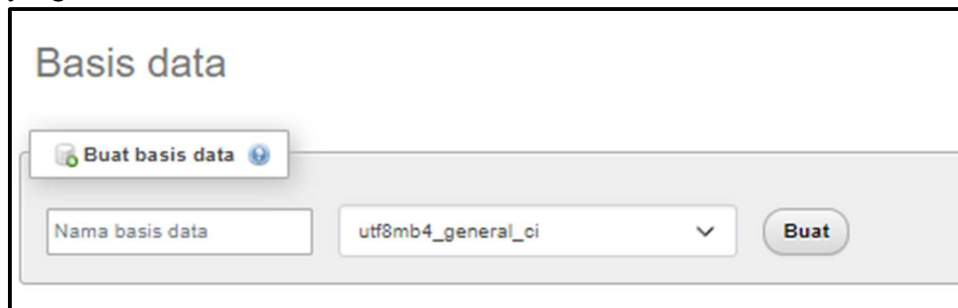 Basis data
Buat basis data
Nama basis data utf8mb4_general_ci Buat